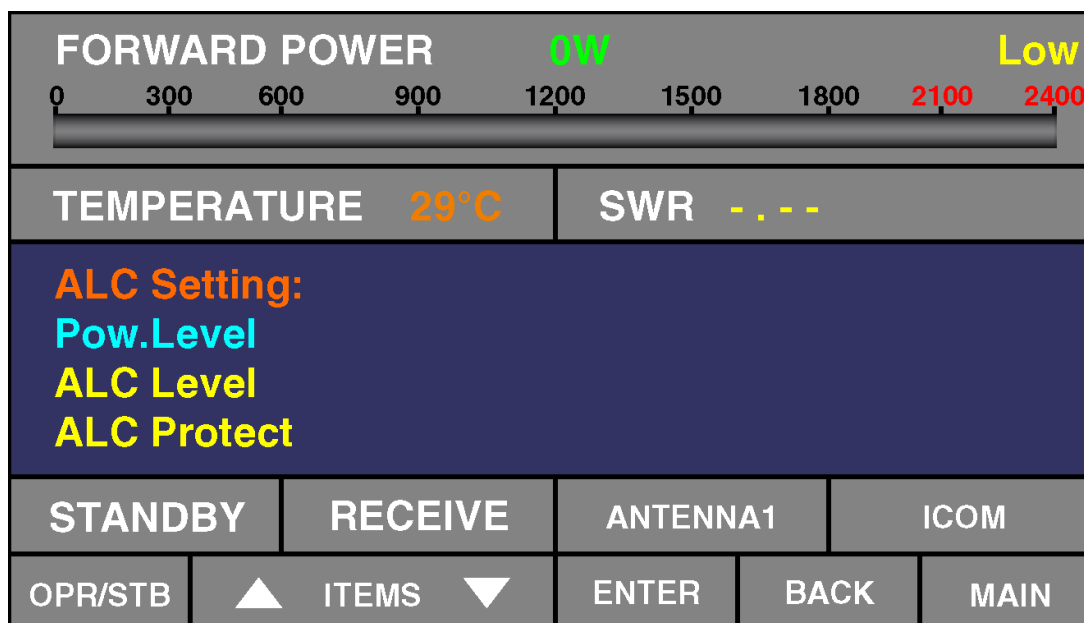 FORWARD POWER 0W Low
0 300 600 900 1200 1500 1800 2100 2400
TEMPERATURE 29°C SWR -.--
ALC Setting:
Pow.Level
ALC Level
ALC Protect
STANDBY RECEIVE ANTENNA1 ICOM
OPR/STB ▲ ITEMS ▼ ENTER BACK MAIN